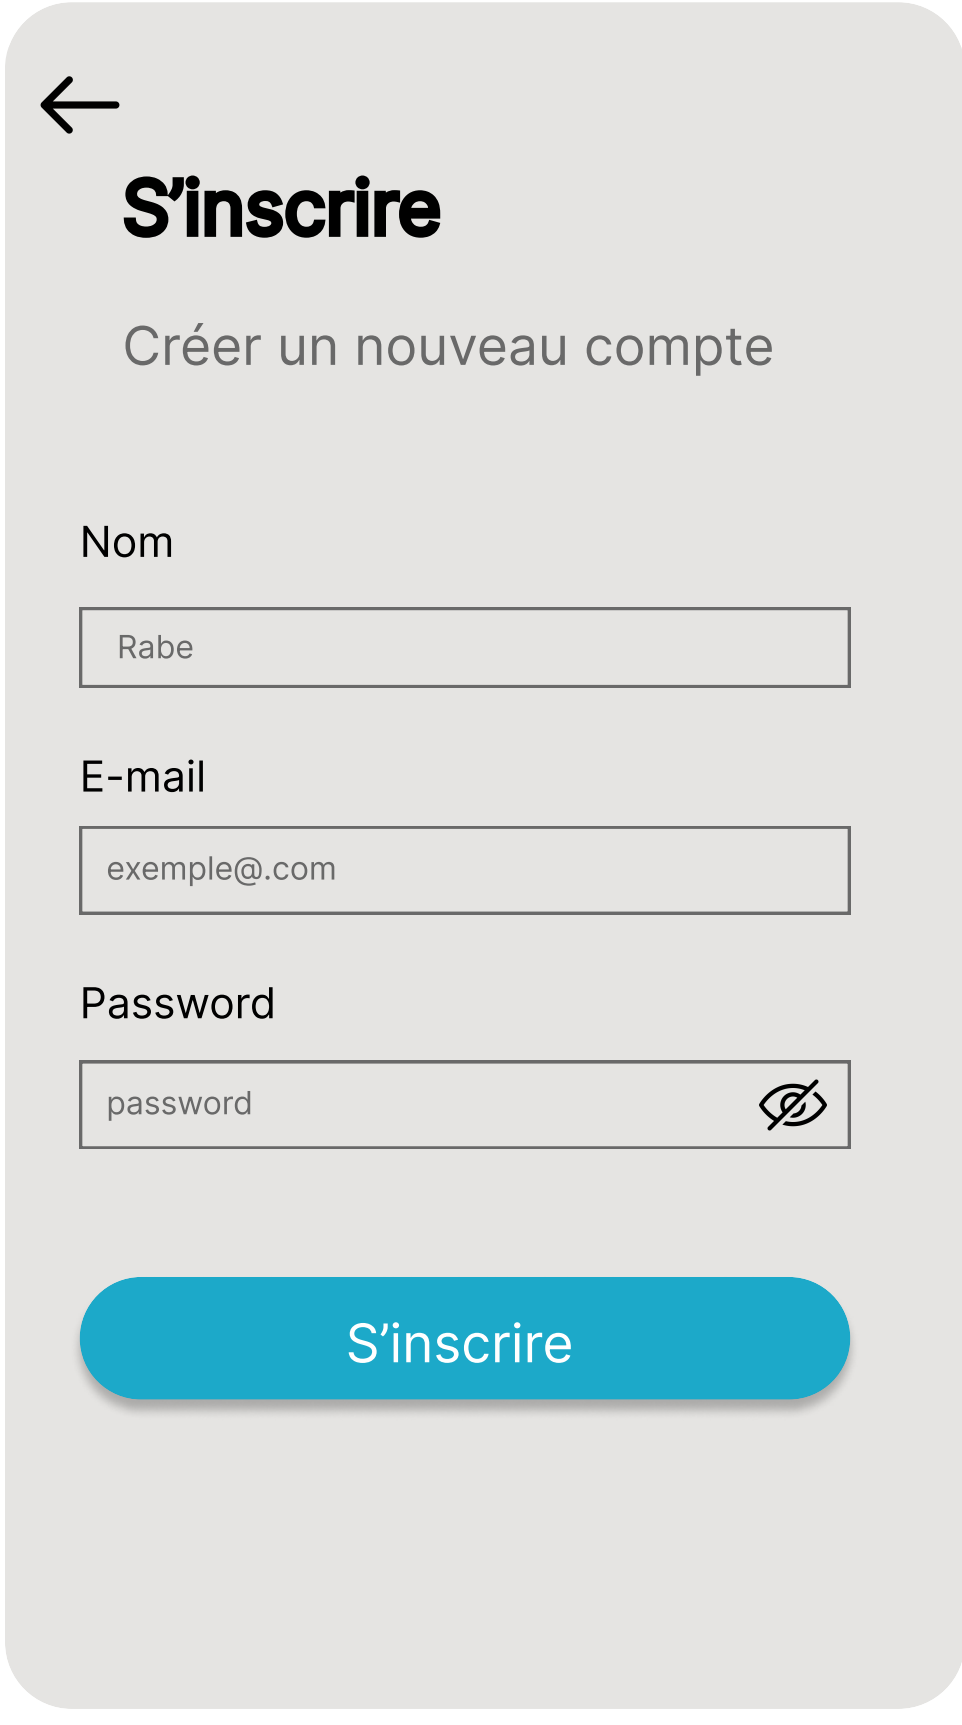 S’inscrire
Créer un nouveau compte
Nom
Rabe
E-mail
exemple@.com
Password
password
S’inscrire